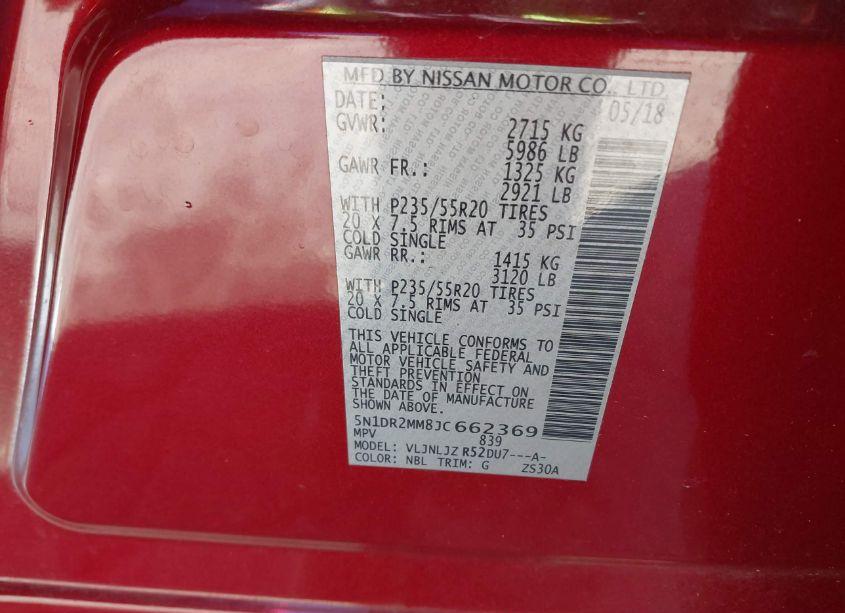 MFD BY NISSAN MOTOR CO., LTD
DATE: 05/18
GVWR: 2715 KG
5986 LB
GAWR FR.: 1325 KG
2921 LB
WITH P235/55R20 TIRES
20 X 7.5 RIMS AT 35 PSI
COLD SINGLE
GAWR RR.: 1415 KG
3120 LB
WITH P235/55R20 TIRES
20 X 7.5 RIMS AT 35 PSI
COLD SINGLE
THIS VEHICLE CONFORMS TO
ALL APPLICABLE FEDERAL
MOTOR VEHICLE SAFETY AND
THEFT PREVENTION
STANDARDS IN EFFECT ON
THE DATE OF MANUFACTURE
SHOWN ABOVE.
5N1DR2MM8JC662369
MPV 839
MODEL: VLJNLJZ R52DU7---A-
COLOR: NBL TRIM: G ZS30A